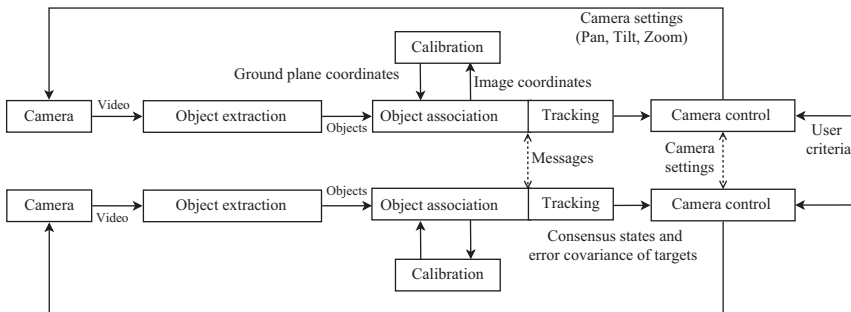 Camera settings
(Pan, Tilt, Zoom)
Calibration
Ground plane coordinates
Image coordinates
Camera
Video
Object extraction
Objects
Object association
Tracking
Camera control
Messages
Camera
settings
User
criteria
Camera
Video
Object extraction
Objects
Object association
Tracking
Camera control
Consensus states and
error covariance of targets
Calibration